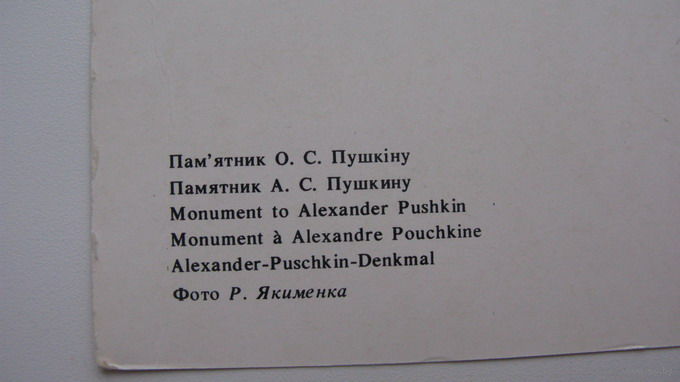 Пам'ятник О. С. Пушкіну
Памятник А. С. Пушкину
Monument to Alexander Pushkin
Monument à Alexandre Pouchkine
Alexander-Puschkin-Denkmal
Фото Р. Якименка